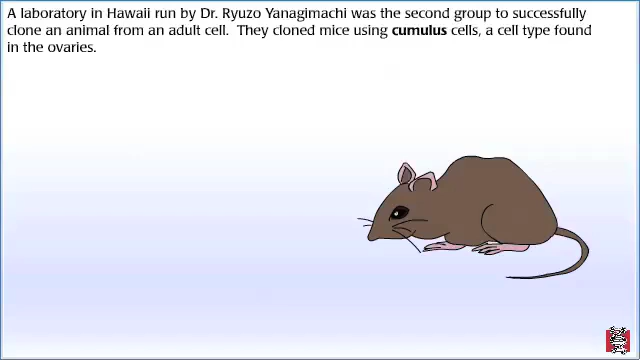 A laboratory in Hawaii run by Dr. Ryuzo Yanagimachi was the second group to successfully
clone an animal from an adult cell.  They cloned mice using cumulus cells, a cell type found
in the ovaries.